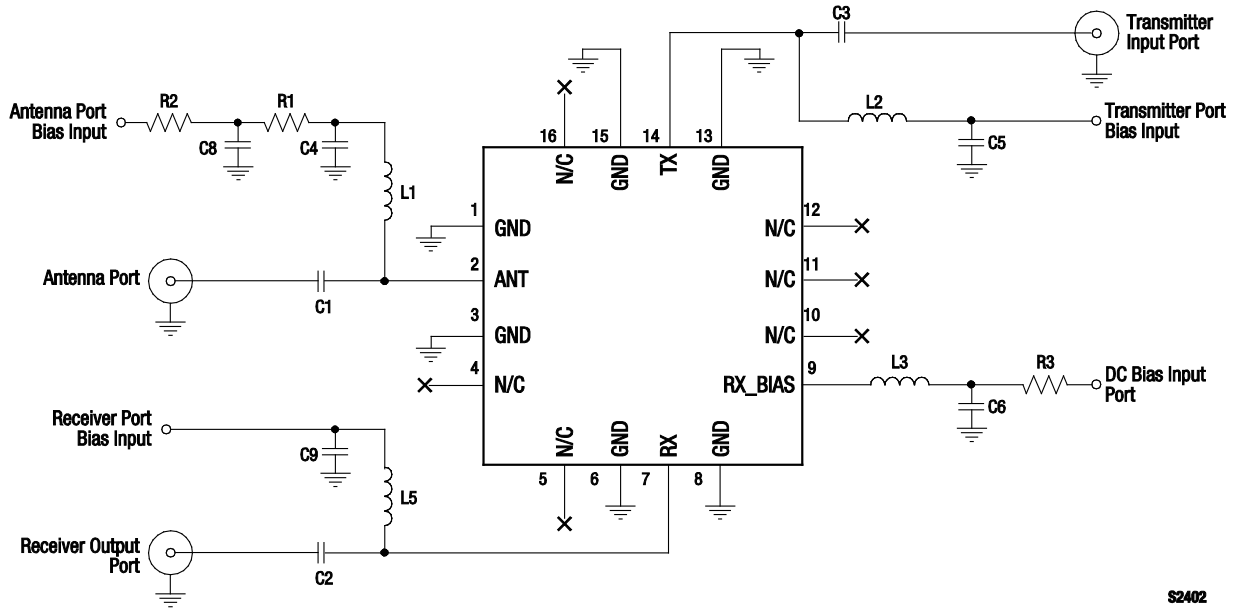 C3
Transmitter
Input Port
R2
R1
Antenna Port
Bias Input
L2
Transmitter Port
Bias Input
C8
C4
C5
16
15
14
13
N/C
GND
TX
GND
L1
1
GND
12
N/C
Antenna Port
2
ANT
11
N/C
C1
3
GND
10
N/C
4
N/C
9
RX_BIAS
L3
R3
DC Bias Input
Port
C6
Receiver Port
Bias Input
C9
N/C
GND
RX
GND
5
6
7
8
L5
Receiver Output
Port
C2
S2402